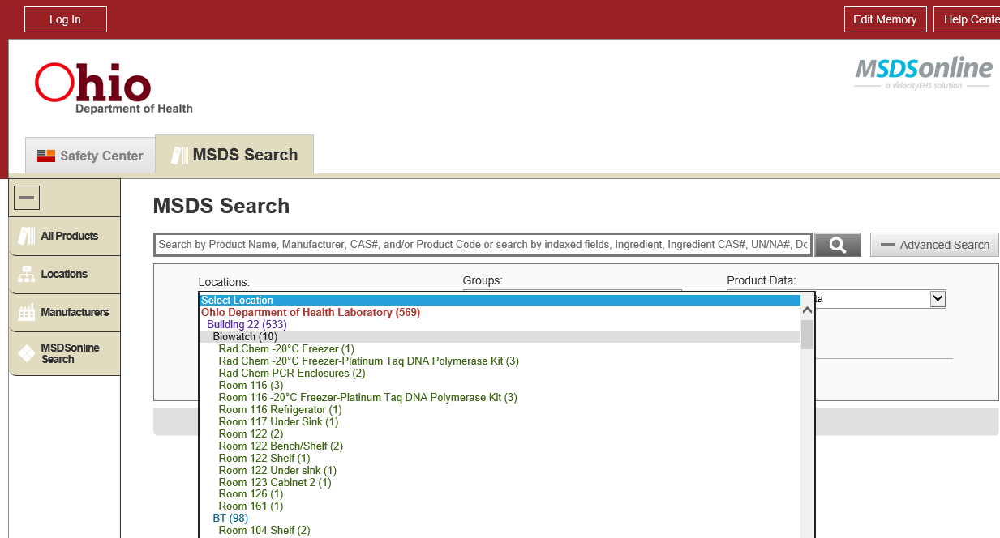 Log In
Edit Memory
Help Cente
Ohio
Department of Health
MSDSonline
a VelocityEHS solution
Safety Center
MSDS Search
MSDS Search
All Products
Locations
Manufacturers
MSDSonline
Search
Search by Product Name, Manufacturer, CAS#, and/or Product Code or search by indexed fields, Ingredient, Ingredient CAS#, UN/NA#, Dc
Advanced Search
Locations:
Groups:
Product Data:
ta
Select Location
Ohio Department of Health Laboratory (569)
Building 22 (533)
Biowatch (10)
Rad Chem -20°C Freezer (1)
Rad Chem -20°C Freezer-Platinum Taq DNA Polymerase Kit (3)
Rad Chem PCR Enclosures (2)
Room 116 (3)
Room 116 -20°C Freezer-Platinum Taq DNA Polymerase Kit (3)
Room 116 Refrigerator (1)
Room 117 Under Sink (1)
Room 122 (2)
Room 122 Bench/Shelf (2)
Room 122 Shelf (1)
Room 122 Under sink (1)
Room 123 Cabinet 2 (1)
Room 126 (1)
Room 161 (1)
BT (98)
Room 104 Shelf (2)